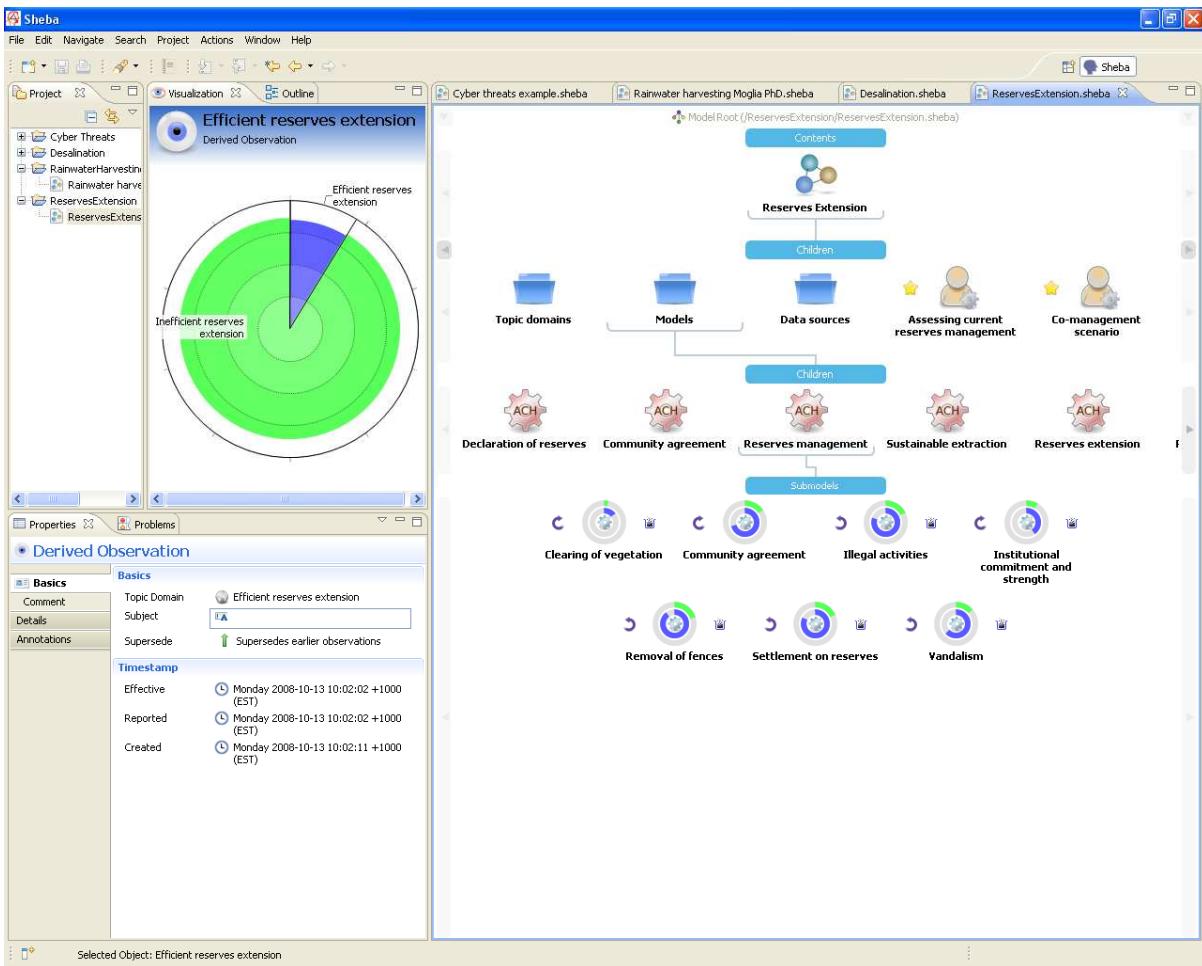 Sheba
File Edit Navigate Search Project Actions Window Help
Sheba
Project
Visualization
Outline
Cyber threats example.sheba
Rainwater harvesting Moglia PhD.sheba
Desalination.sheba
ReservesExtension.sheba
Cyber Threats
Desalination
RainwaterHarvestin
Rainwater harve
ReservesExtension
ReservesExtens
Efficient reserves extension
Derived Observation
Efficient reserves
extension
Inefficient reserves
extension
Model Root (/ReservesExtension/ReservesExtension.sheba)
Contents
Reserves Extension
Children
Topic domains
Models
Data sources
Assessing current
reserves management
Co-management
scenario
Children
ACH
ACH
ACH
ACH
ACH
Declaration of reserves
Community agreement
Reserves management
Sustainable extraction
Reserves extension
Submodels
Clearing of vegetation
Community agreement
Illegal activities
Institutional
commitment and
strength
Removal of fences
Settlement on reserves
Vandalism
Properties
Problems
Derived Observation
Basics
Comment
Details
Annotations
Basics
Topic Domain
Efficient reserves extension
Subject
Supersede
Supersedes earlier observations
Timestamp
Effective
Monday 2008-10-13 10:02:02 +1000
(EST)
Reported
Monday 2008-10-13 10:02:02 +1000
(EST)
Created
Monday 2008-10-13 10:02:11 +1000
(EST)
Selected Object: Efficient reserves extension